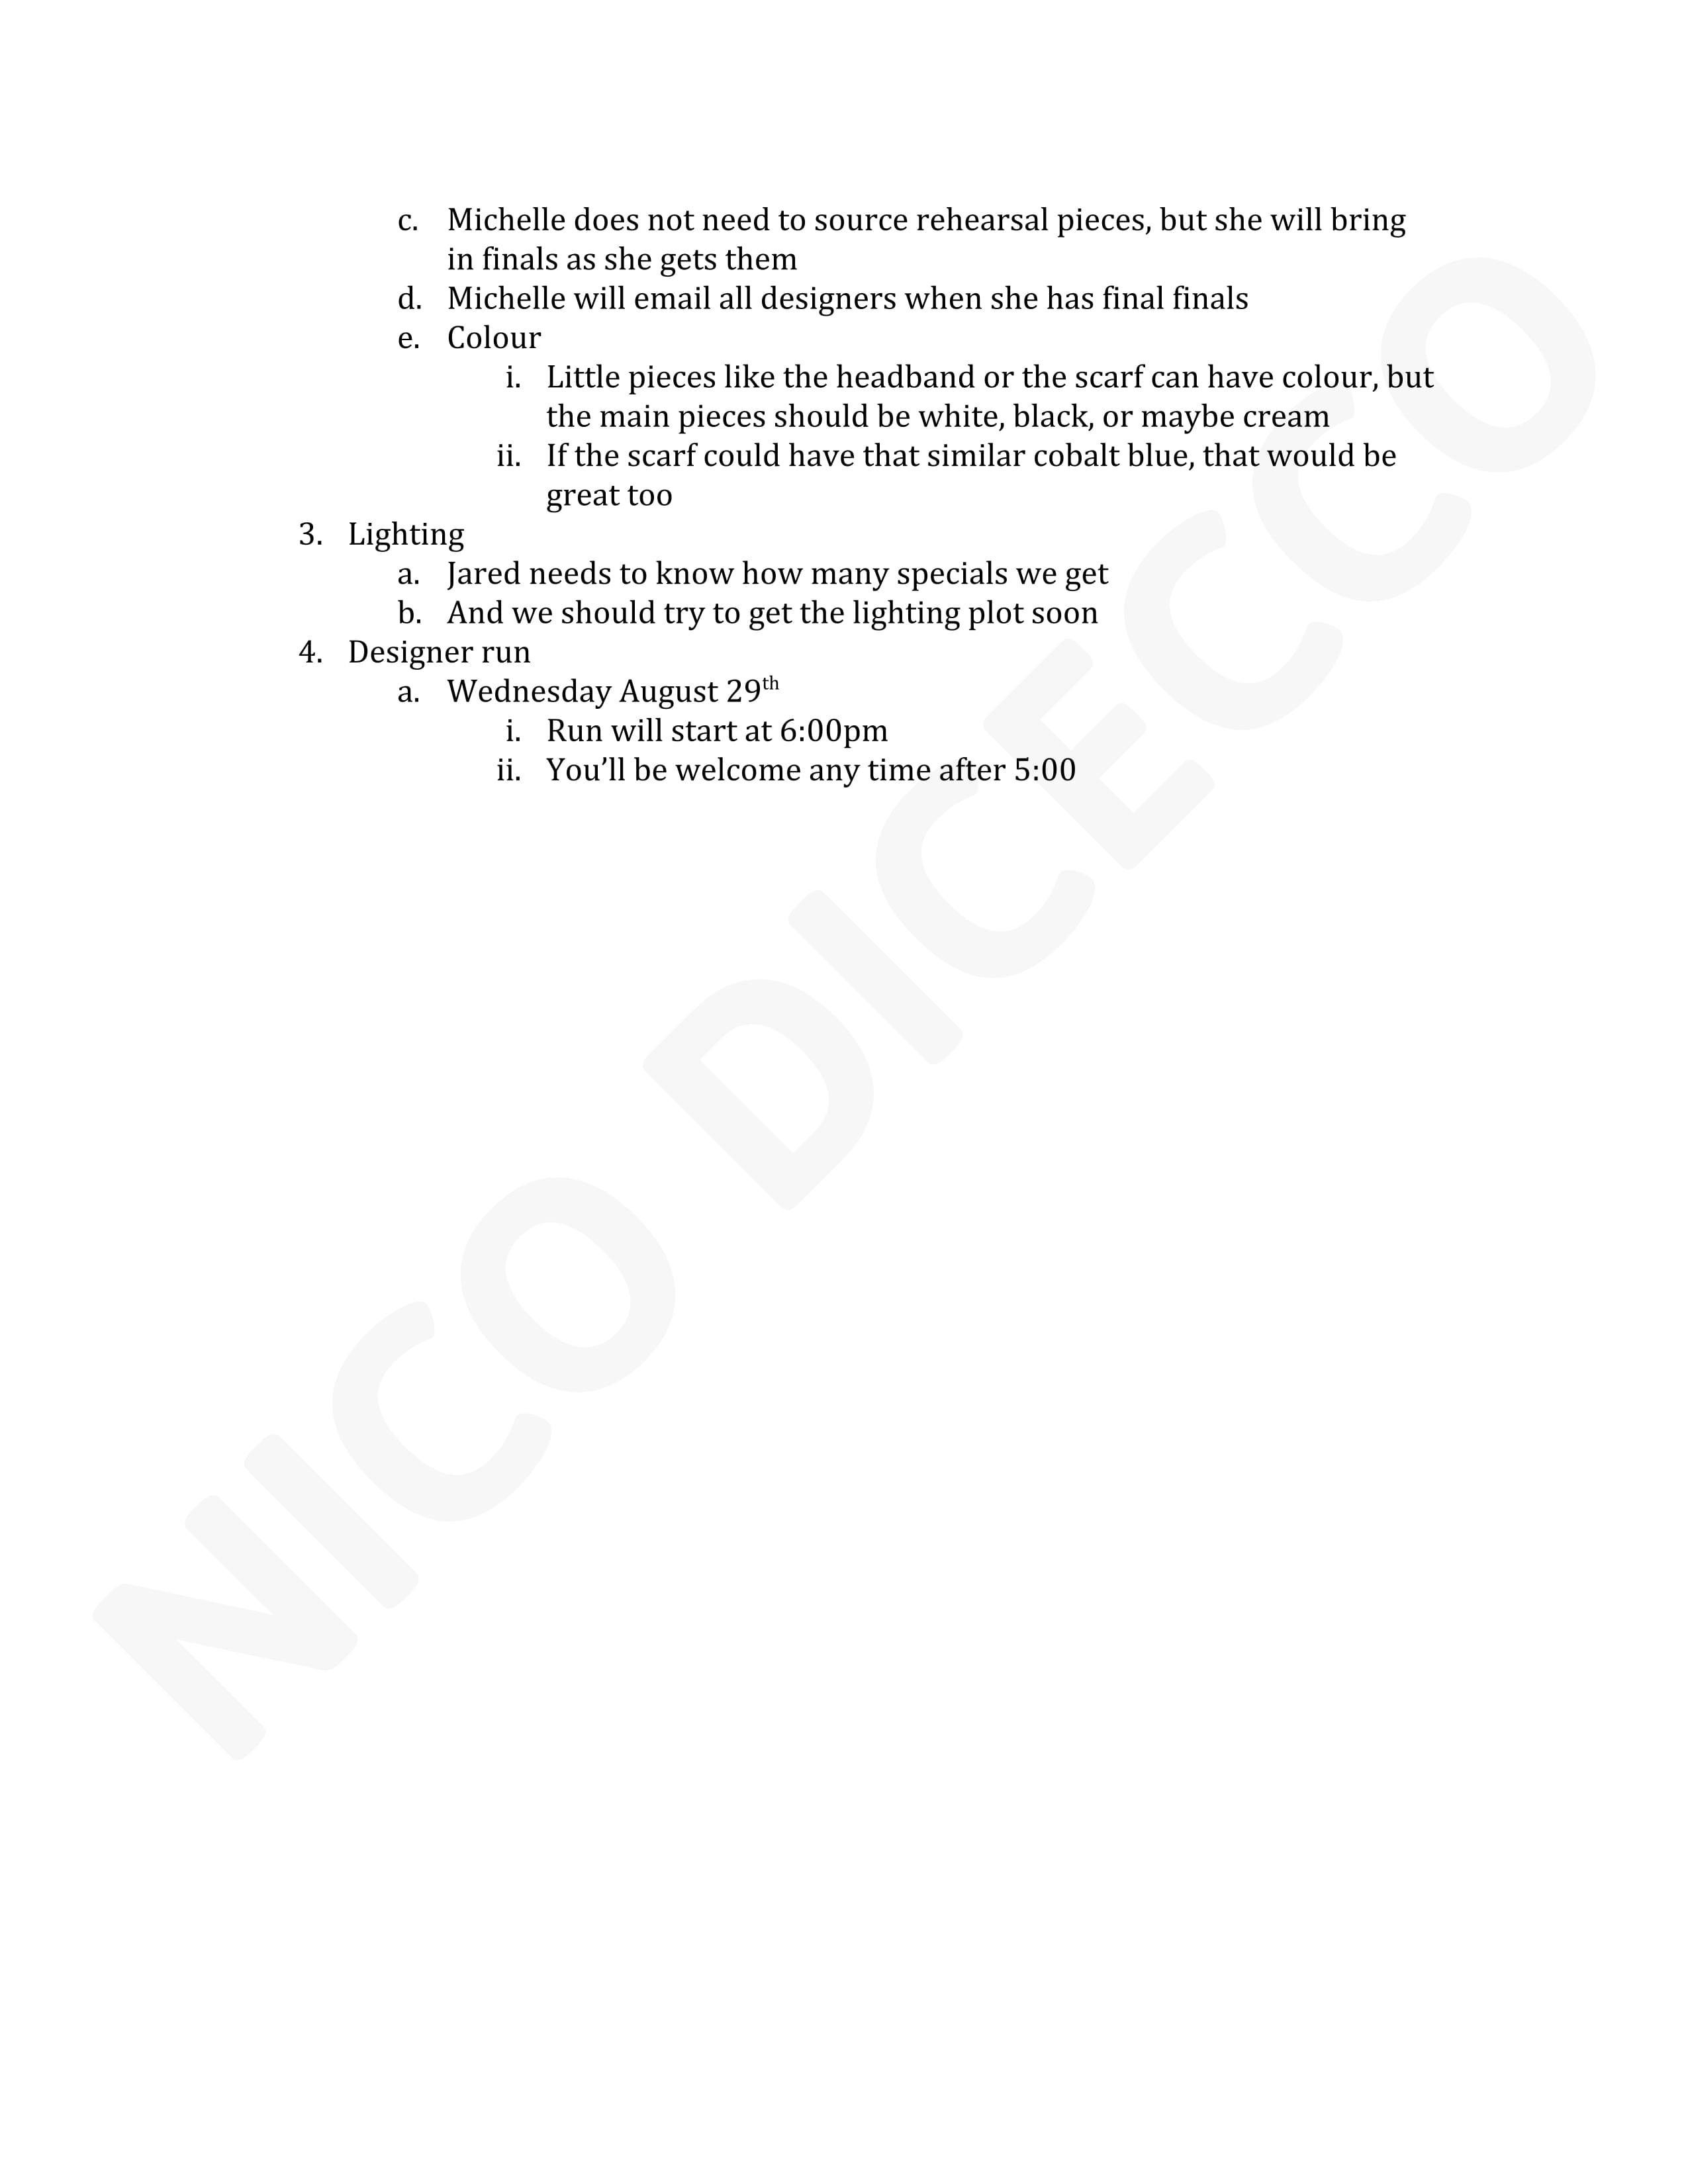 c. Michelle does not need to source rehearsal pieces, but she will bring
in finals as she gets them
d. Michelle will email all designers when she has final finals
e. Colour
i. Little pieces like the headband or the scarf can have colour, but
the main pieces should be white, black, or maybe cream
ii. If the scarf could have that similar cobalt blue, that would be
great too
3. Lighting
a. Jared needs to know how many specials we get
b. And we should try to get the lighting plot soon
4. Designer run
a. Wednesday August 29th
i. Run will start at 6:00pm
ii. You’ll be welcome any time after 5:00
NICO DICECCO